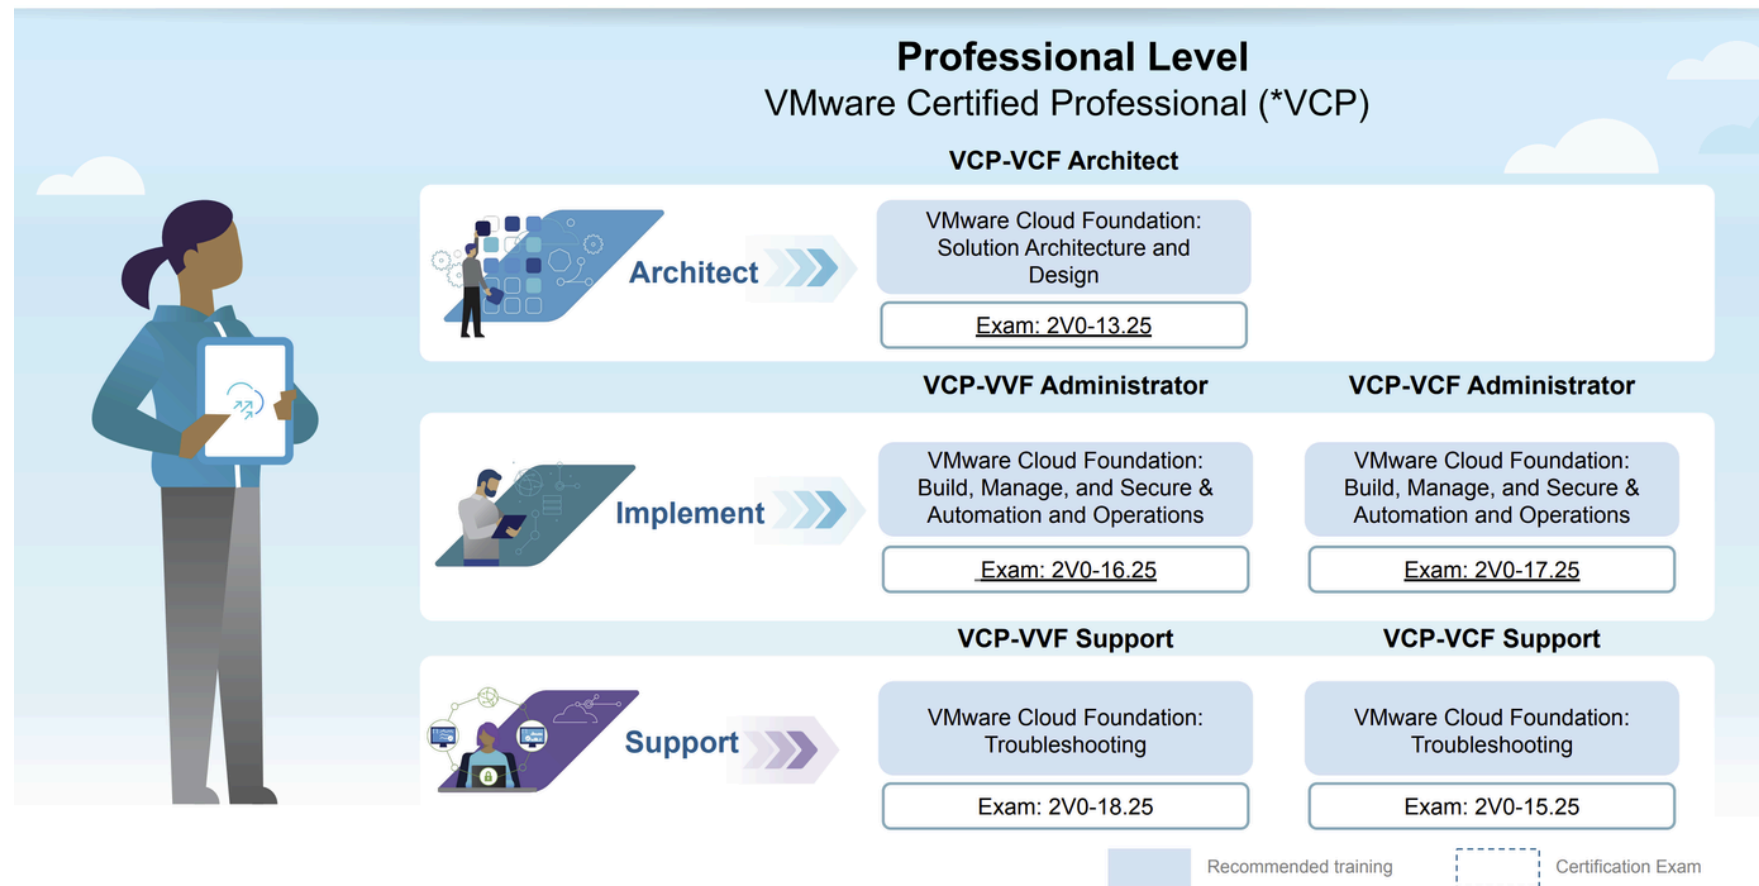 Professional Level
VMware Certified Professional (*VCP)
VCP-VCF Architect
Architect
VMware Cloud Foundation:
Solution Architecture and
Design
Exam: 2V0-13.25
VCP-VVF Administrator
VCP-VCF Administrator
Implement
VMware Cloud Foundation:
Build, Manage, and Secure &
Automation and Operations
Exam: 2V0-16.25
VMware Cloud Foundation:
Build, Manage, and Secure &
Automation and Operations
Exam: 2V0-17.25
VCP-VVF Support
VCP-VCF Support
Support
VMware Cloud Foundation:
Troubleshooting
Exam: 2V0-18.25
VMware Cloud Foundation:
Troubleshooting
Exam: 2V0-15.25
Recommended training
Certification Exam